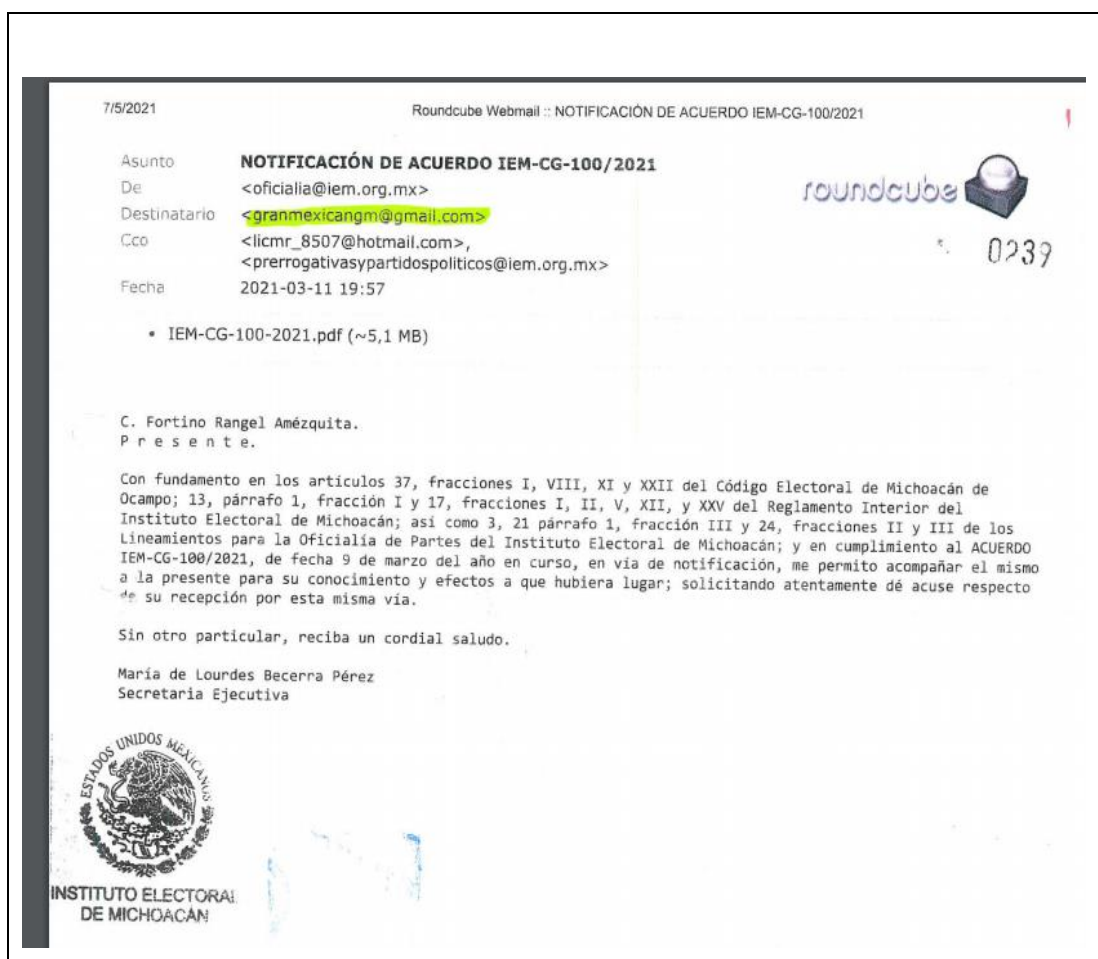 7/5/2021
Roundcube Webmail :: NOTIFICACIÓN DE ACUERDO IEM-CG-100/2021
Asunto NOTIFICACIÓN DE ACUERDO IEM-CG-100/2021
De <oficialia@iem.org.mx>
Destinatario <granmexicangm@gmail.com>
Cco <licmr_8507@hotmail.com>,
<prerrogativasypartidospoliticos@iem.org.mx>
Fecha 2021-03-11 19:57
roundcube
0239
• IEM-CG-100-2021.pdf (~5,1 MB)
C. Fortino Rangel Amézquita.
P r e s e n t e.
Con fundamento en los artículos 37, fracciones I, VIII, XI y XXII del Código Electoral de Michoacán de
Ocampo; 13, párrafo 1, fracción I y 17, fracciones I, II, V, XII, y XXV del Reglamento Interior del
Instituto Electoral de Michoacán; así como 3, 21 párrafo 1, fracción III y 24, fracciones II y III de los
Lineamientos para la Oficialía de Partes del Instituto Electoral de Michoacán; y en cumplimiento al ACUERDO
IEM-CG-100/2021, de fecha 9 de marzo del año en curso, en vía de notificación, me permito acompañar el mismo
a la presente para su conocimiento y efectos a que hubiera lugar; solicitando atentamente dé acuse respecto
de su recepción por esta misma vía.
Sin otro particular, reciba un cordial saludo.
María de Lourdes Becerra Pérez
Secretaria Ejecutiva
ESTADOS UNIDOS MEXICANOS
INSTITUTO ELECTORAL
DE MICHOACÁN